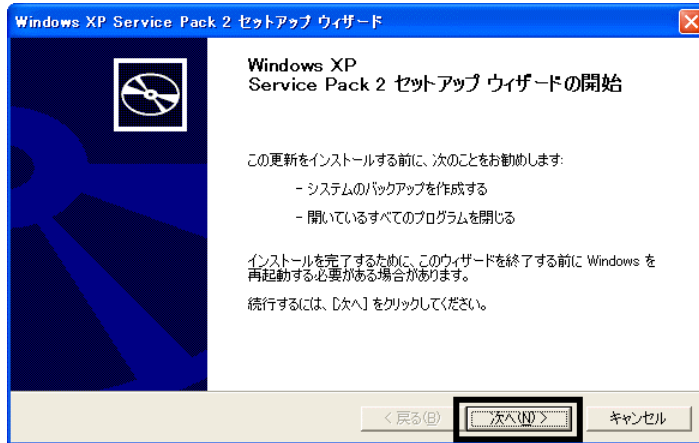 Windows XP Service Pack 2 セットアップ ウィザード
Windows XP
Service Pack 2 セットアップ ウィザードの開始
この更新をインストールする前に、次のことをお勧めします:
- システムのバックアップを作成する
- 開いているすべてのプログラムを閉じる
インストールを完了するために、このウィザードを終了する前に Windows を
再起動する必要がある場合があります。
続行するには、[次へ] をクリックしてください。
< 戻る(B)
次へ(N) >
キャンセル